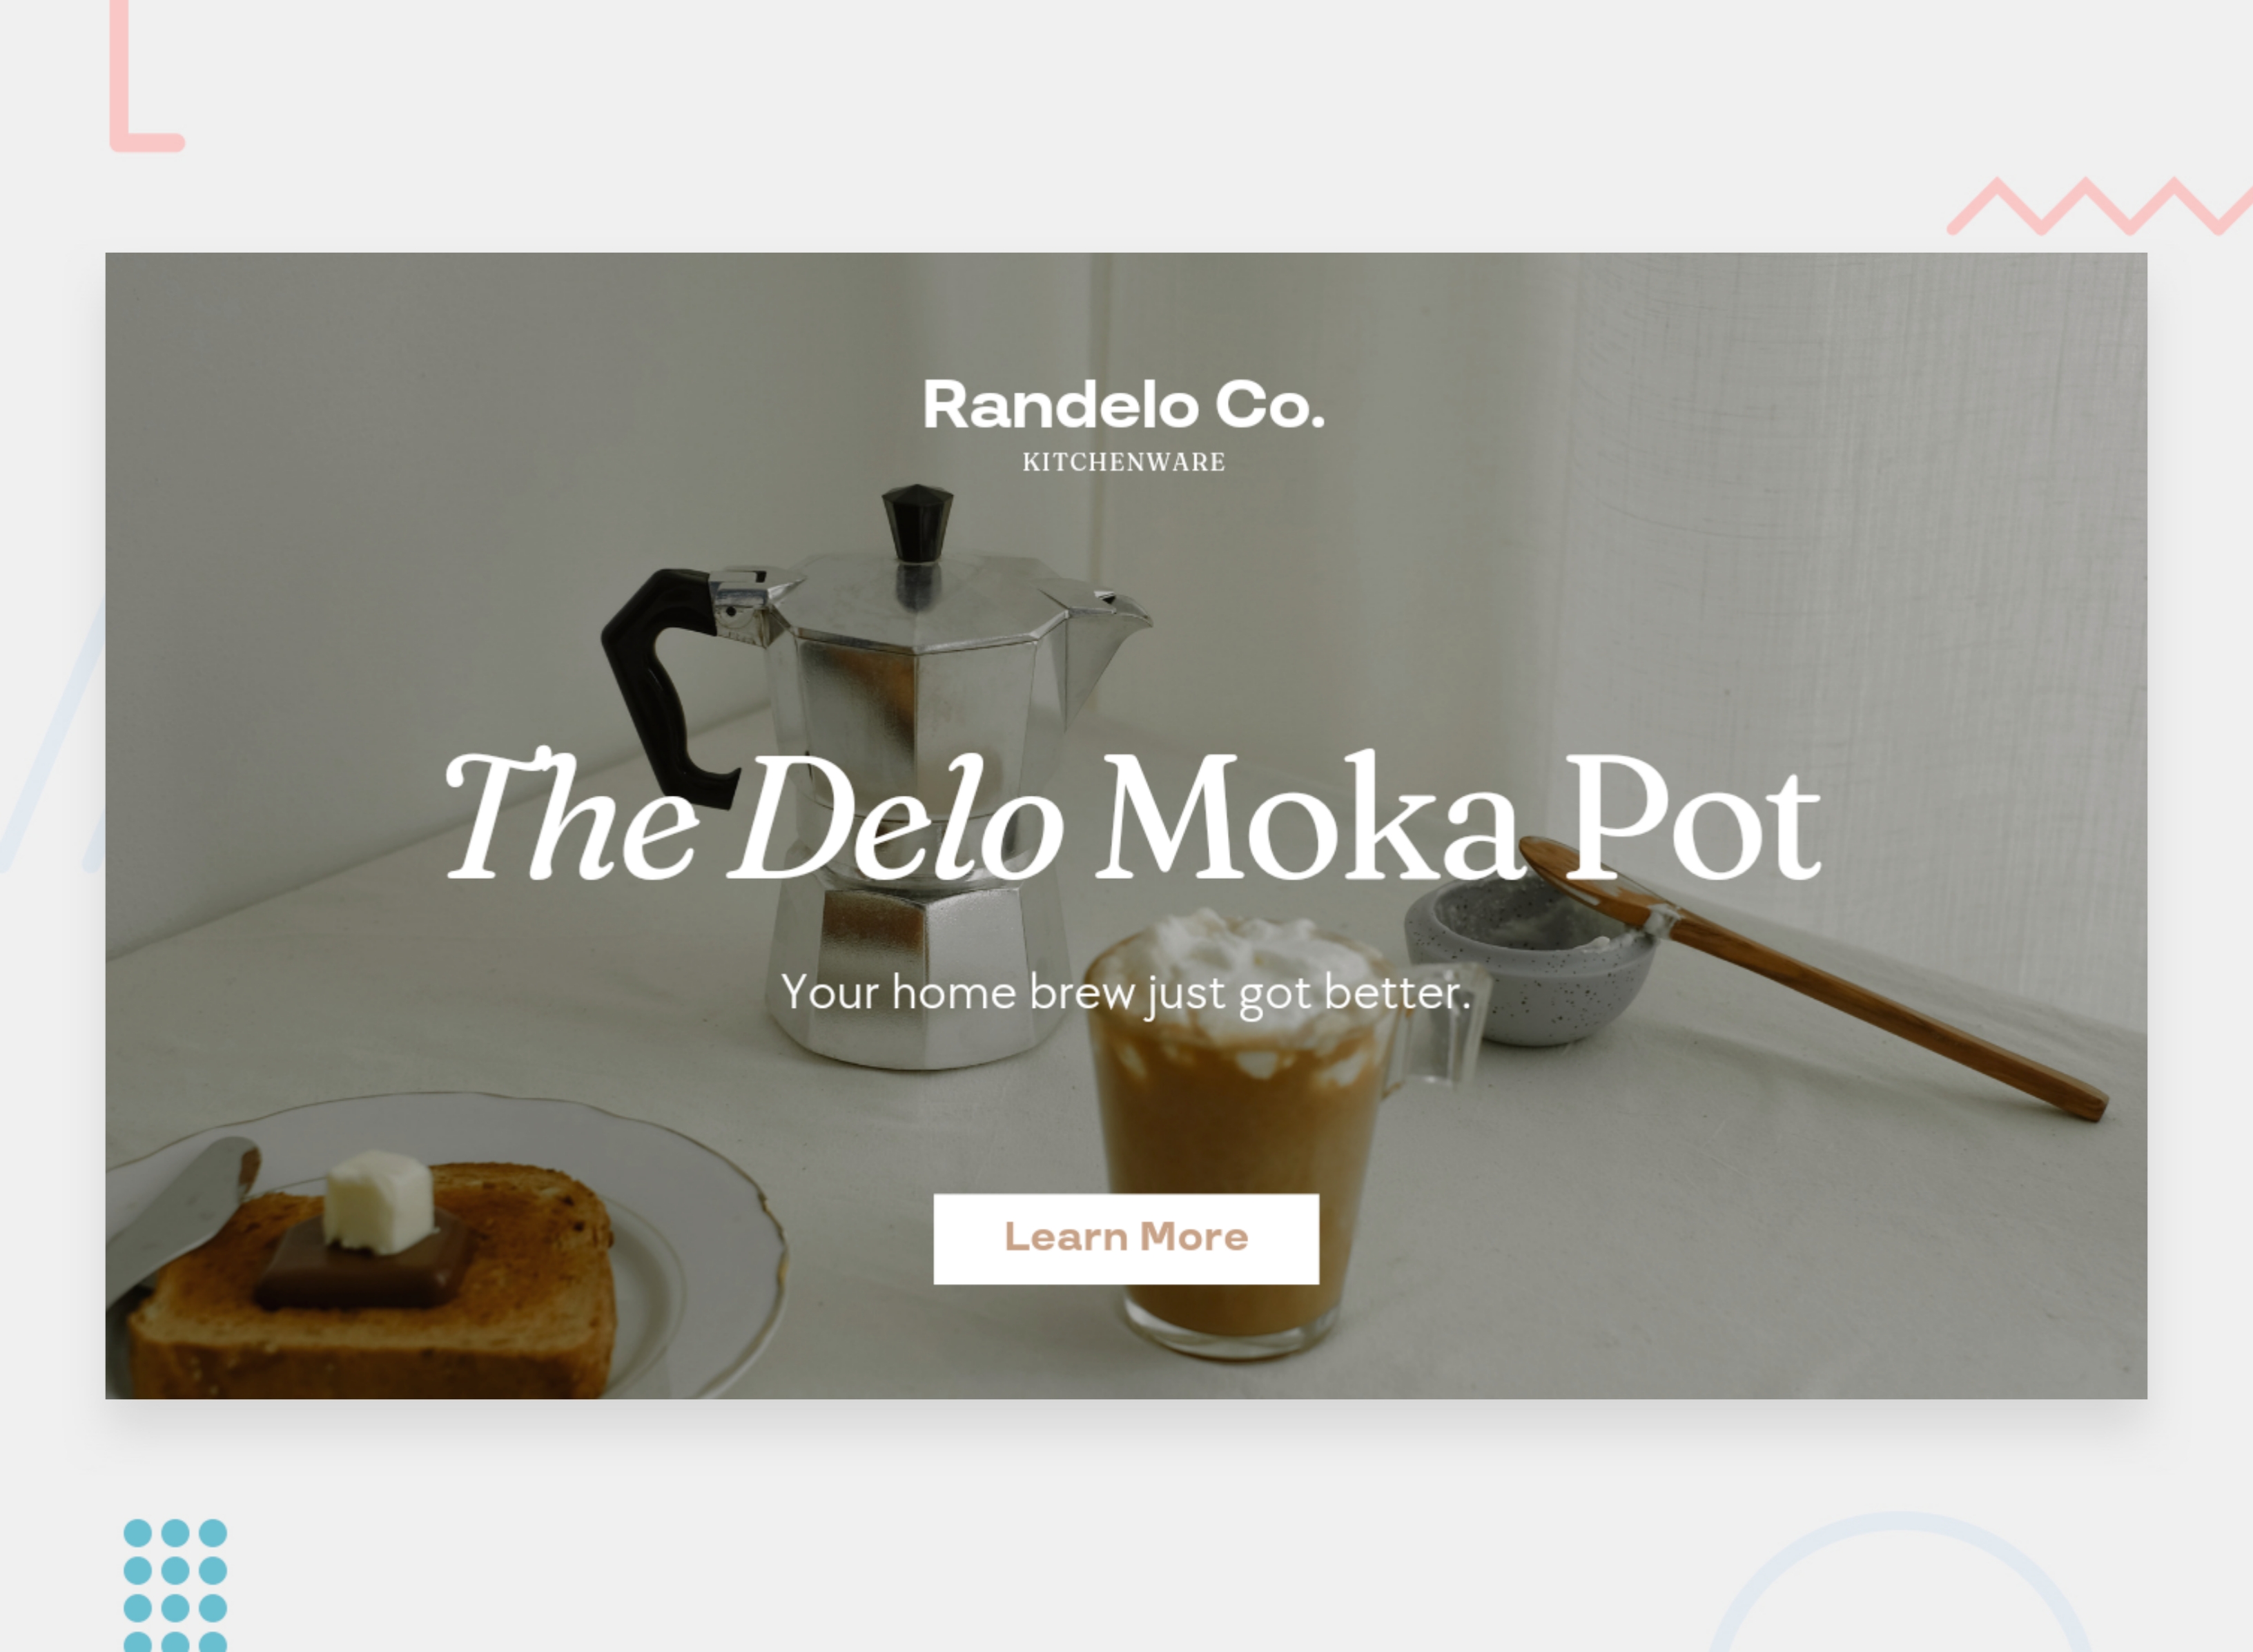 Randelo Co.
KITCHENWARE
The Delo Moka Pot
Your home brew just got better.
Learn More